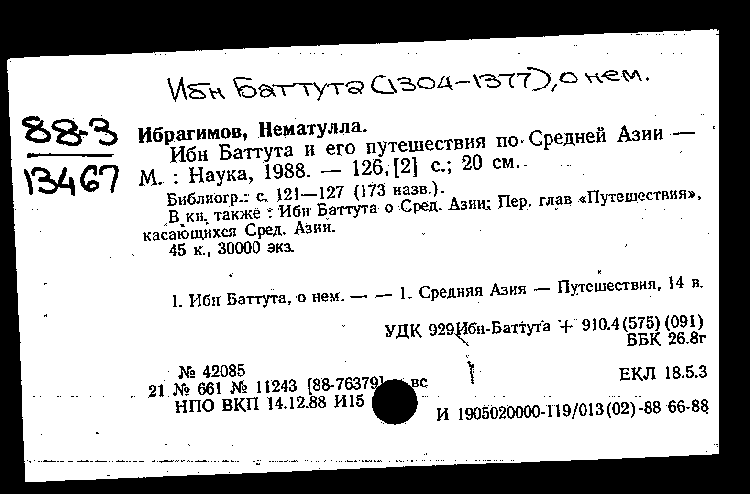 Ибн Баттута (1304-1377), о нем.
88-3
13467
Ибрагимов, Нематулла.
Ибн Баттута и его путешествия по Средней Азии —
М. : Наука, 1988. — 126, [2] с.; 20 см.
Библиогр.: с. 121—127 (173 назв.).
В кн. также : Ибн Баттута о Сред. Азии: Пер. глав «Путешествия»,
касающихся Сред. Азии.
45 к., 30000 экз.
1. Ибн Баттута, о нем. — — 1. Средняя Азия — Путешествия, 14 в.
УДК 929Ибн-Баттута + 910.4(575)(091)
ББК 26.8г
№ 42085
21 № 661 № 11243 [88-76379] вс
ЕКЛ 18.5.3
НПО ВКП 14.12.88 И15
И 1905020000-119/013(02)-88 66-88